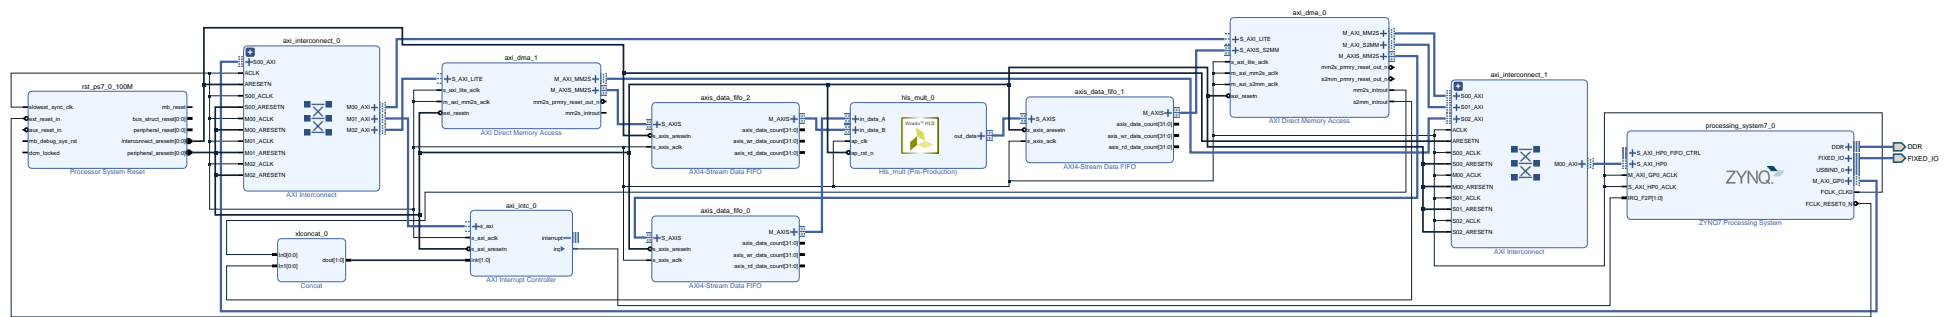 rst_ps7_0_100M
slowest_sync_clk
ext_reset_in
aux_reset_in
mb_debug_sys_rst
dcm_locked
mb_reset
bus_struct_reset[0:0]
peripheral_reset[0:0]
interconnect_aresetn[0:0]
peripheral_aresetn[0:0]
Processor System Reset
axi_interconnect_0
S00_AXI
ACLK
ARESETN
S00_ACLK
S00_ARESETN
M00_ACLK
M00_ARESETN
M01_ACLK
M01_ARESETN
M02_ACLK
M02_ARESETN
M00_AXI
M01_AXI
M02_AXI
AXI Interconnect
xlconcat_0
In0[0:0]
In1[0:0]
dout[1:0]
Concat
axi_dma_1
S_AXI_LITE
s_axi_lite_aclk
m_axi_mm2s_aclk
axi_resetn
M_AXI_MM2S
M_AXIS_MM2S
mm2s_prmry_reset_out_n
mm2s_introut
AXI Direct Memory Access
axi_intc_0
s_axi
s_axi_aclk
s_axi_aresetn
intr[1:0]
interrupt
irq
AXI Interrupt Controller
axis_data_fifo_2
S_AXIS
s_axis_aresetn
s_axis_aclk
M_AXIS
axis_data_count[31:0]
axis_wr_data_count[31:0]
axis_rd_data_count[31:0]
AXI4-Stream Data FIFO
axis_data_fifo_0
S_AXIS
s_axis_aresetn
s_axis_aclk
M_AXIS
axis_data_count[31:0]
axis_wr_data_count[31:0]
axis_rd_data_count[31:0]
AXI4-Stream Data FIFO
hls_mult_0
in_data_A
in_data_B
ap_clk
ap_rst_n
Vivado™ HLS
out_data
Hls_mult (Pre-Production)
axis_data_fifo_1
S_AXIS
s_axis_aresetn
s_axis_aclk
M_AXIS
axis_data_count[31:0]
axis_wr_data_count[31:0]
axis_rd_data_count[31:0]
AXI4-Stream Data FIFO
axi_dma_0
S_AXI_LITE
S_AXIS_S2MM
s_axi_lite_aclk
m_axi_mm2s_aclk
m_axi_s2mm_aclk
axi_resetn
M_AXI_MM2S
M_AXI_S2MM
M_AXIS_MM2S
mm2s_prmry_reset_out_n
s2mm_prmry_reset_out_n
mm2s_introut
s2mm_introut
AXI Direct Memory Access
axi_interconnect_1
S00_AXI
S01_AXI
S02_AXI
ACLK
ARESETN
S00_ACLK
S00_ARESETN
M00_ACLK
M00_ARESETN
S01_ACLK
S01_ARESETN
S02_ACLK
S02_ARESETN
M00_AXI
AXI Interconnect
processing_system7_0
S_AXI_HP0_FIFO_CTRL
S_AXI_HP0
M_AXI_GP0_ACLK
S_AXI_HP0_ACLK
IRQ_F2P[1:0]
ZYNQ
DDR
FIXED_IO
USBIND_0
M_AXI_GP0
FCLK_CLK0
FCLK_RESET0_N
ZYNQ7 Processing System
DDR
FIXED_IO